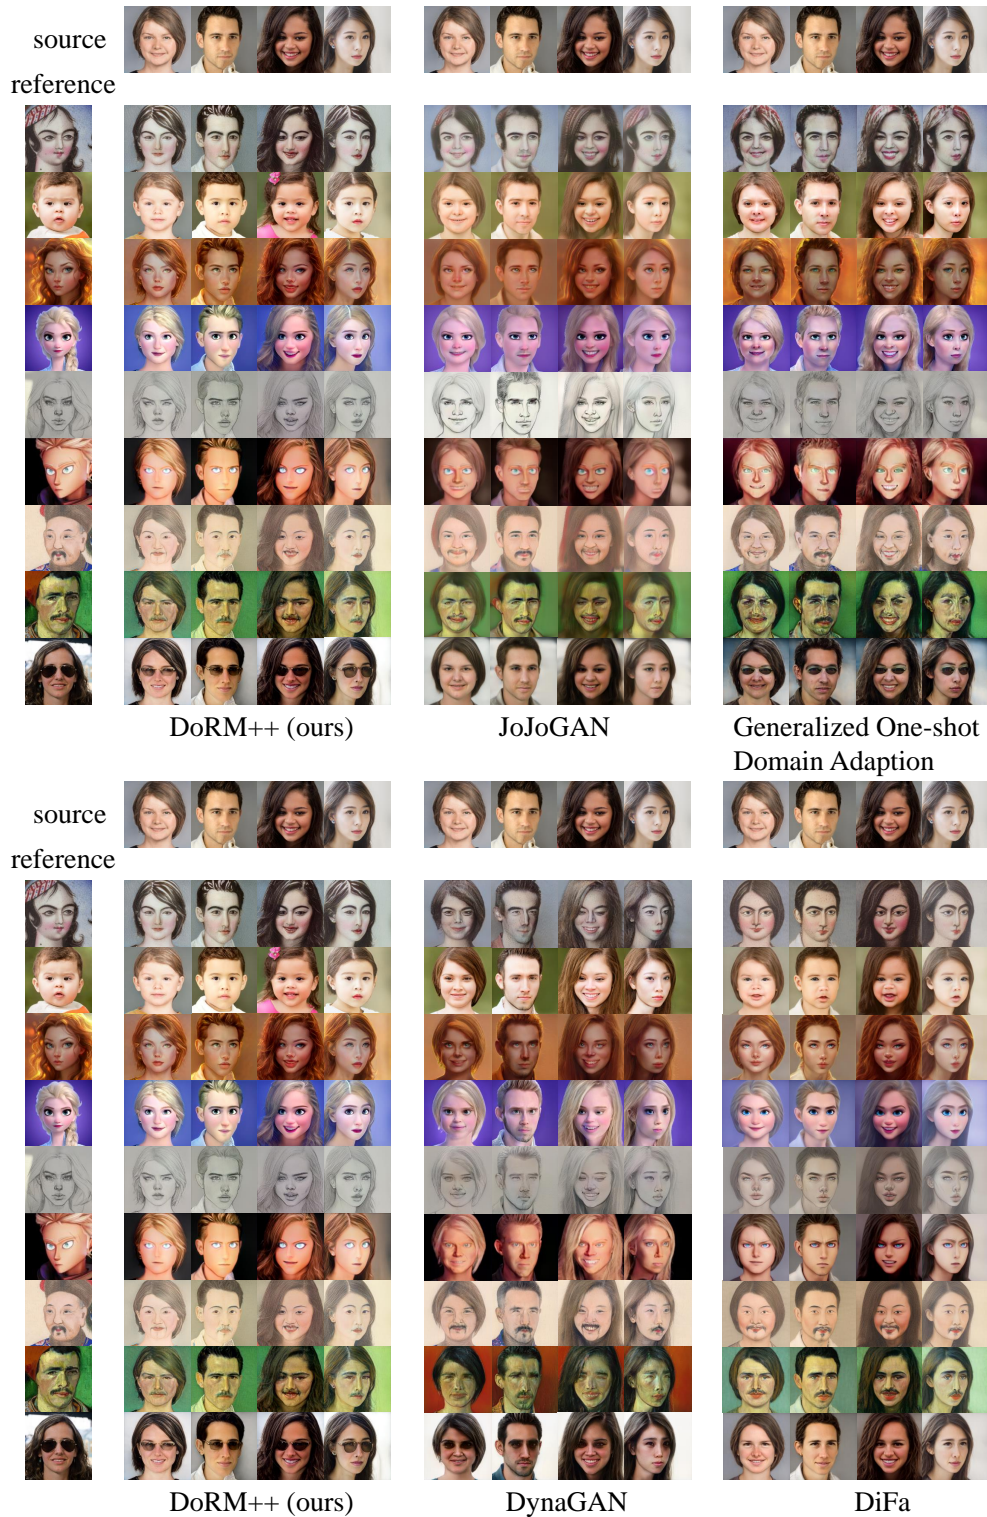 source
reference
DoRM++ (ours)
JoJoGAN
Generalized One-shot
Domain Adaption
source
reference
DoRM++ (ours)
DynaGAN
DiFa